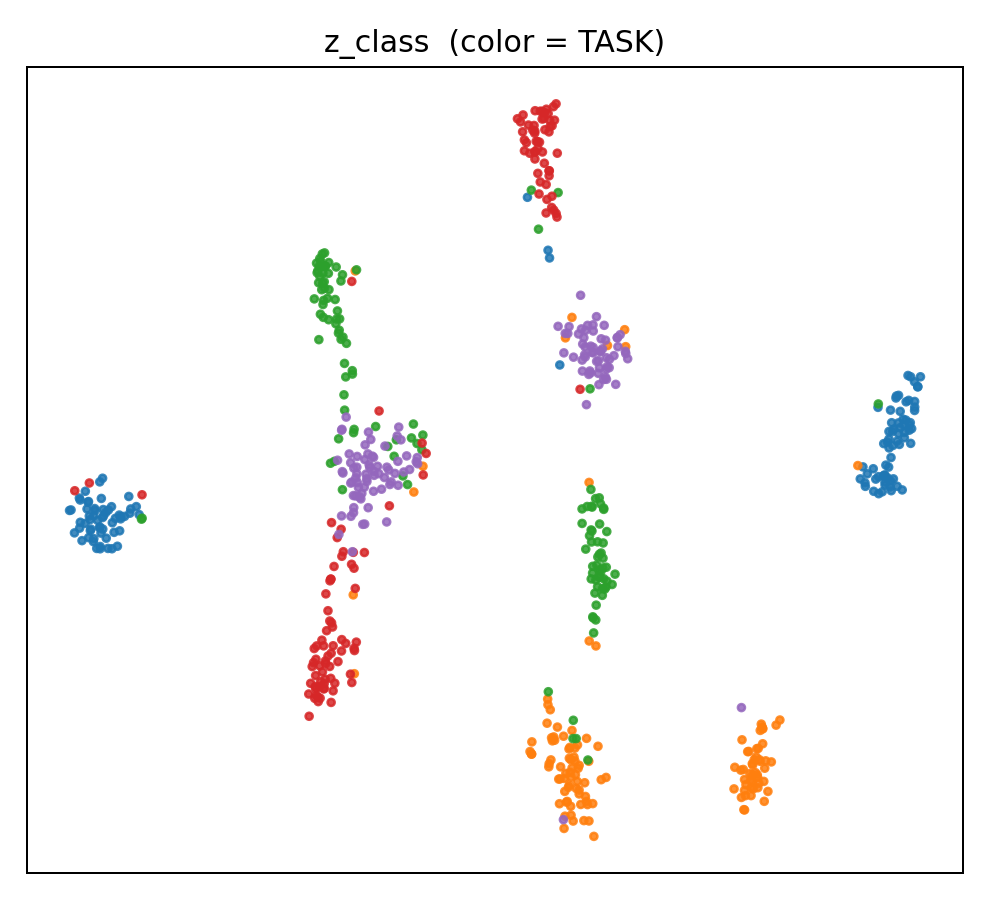 z_class  (color = TASK)